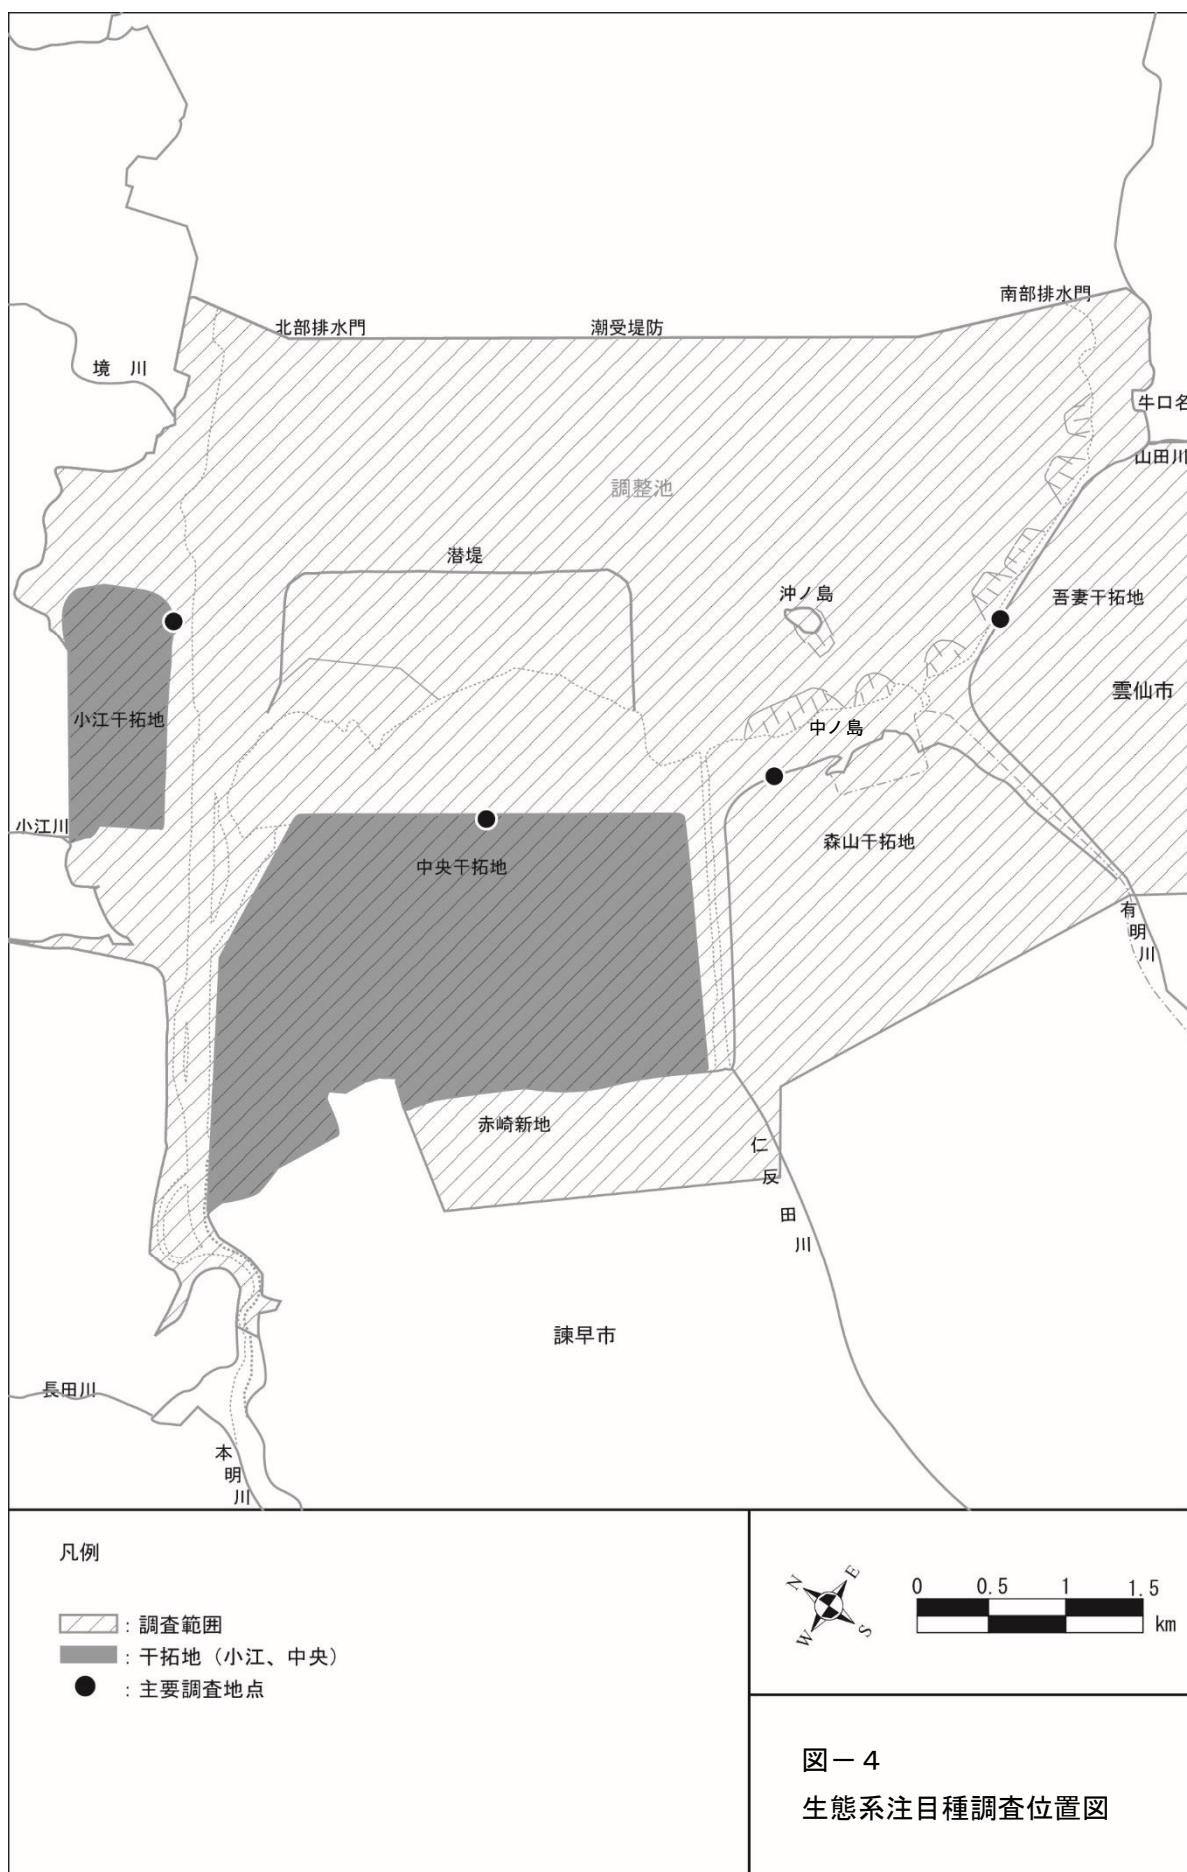 南部排水門
北部排水門
潮受堤防
境 川
牛口名
山田川
調整池
潜堤
沖ノ島
吾妻干拓地
雲仙市
小江干拓地
中ノ島
小江川
森山干拓地
中央干拓地
有明川
赤崎新地
仁反田川
諫早市
長田川
本明川
凡例
：調査範囲
：干拓地（小江、中央）
：主要調査地点
N
E
W
S
0 0.5 1 1.5
km
図－４
生態系注目種調査位置図